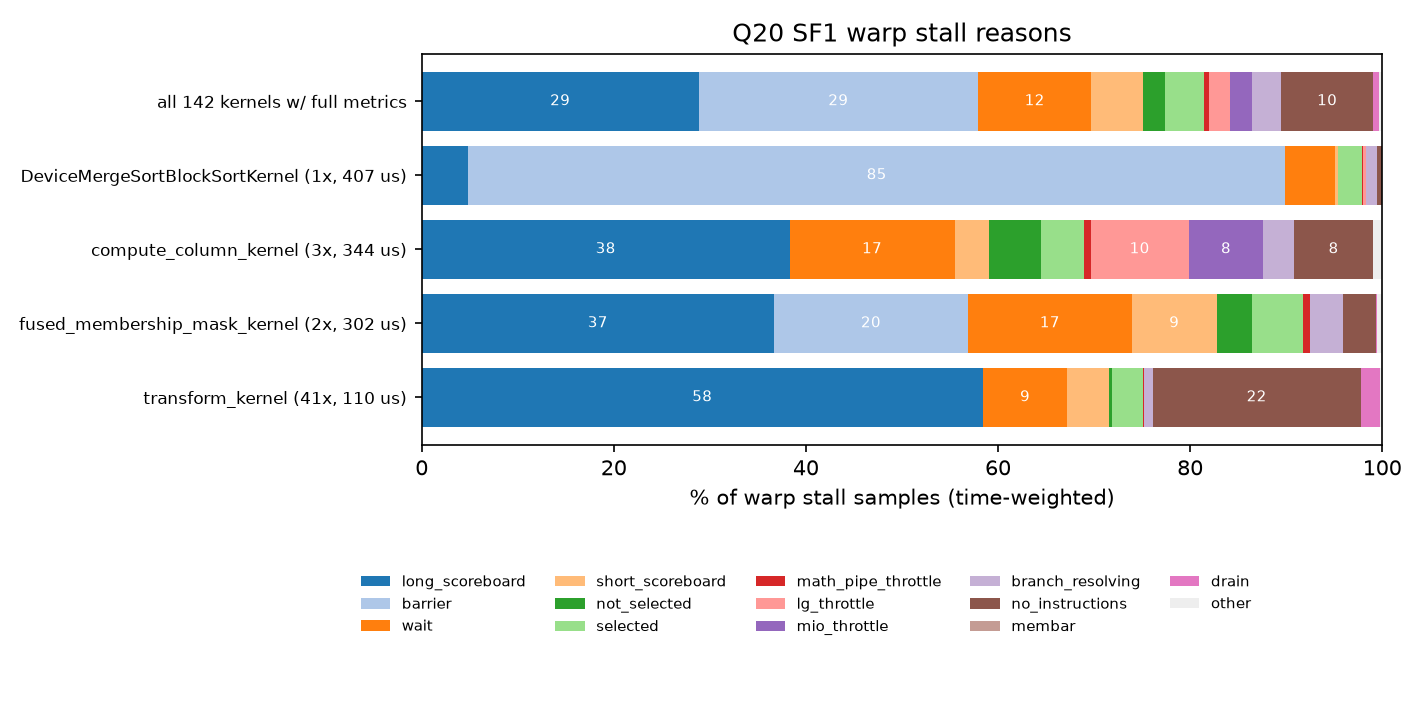 Q20 SF1 warp stall reasons
all 142 kernels w/ full metrics
29 29 12 10
DeviceMergeSortBlockSortKernel (1x, 407 us)
85
compute_column_kernel (3x, 344 us)
38 17 10 8 8
fused_membership_mask_kernel (2x, 302 us)
37 20 17 9
transform_kernel (41x, 110 us)
58 9 22
0 20 40 60 80 100
% of warp stall samples (time-weighted)
long_scoreboard short_scoreboard math_pipe_throttle branch_resolving drain
barrier not_selected lg_throttle no_instructions other
wait selected mio_throttle membar